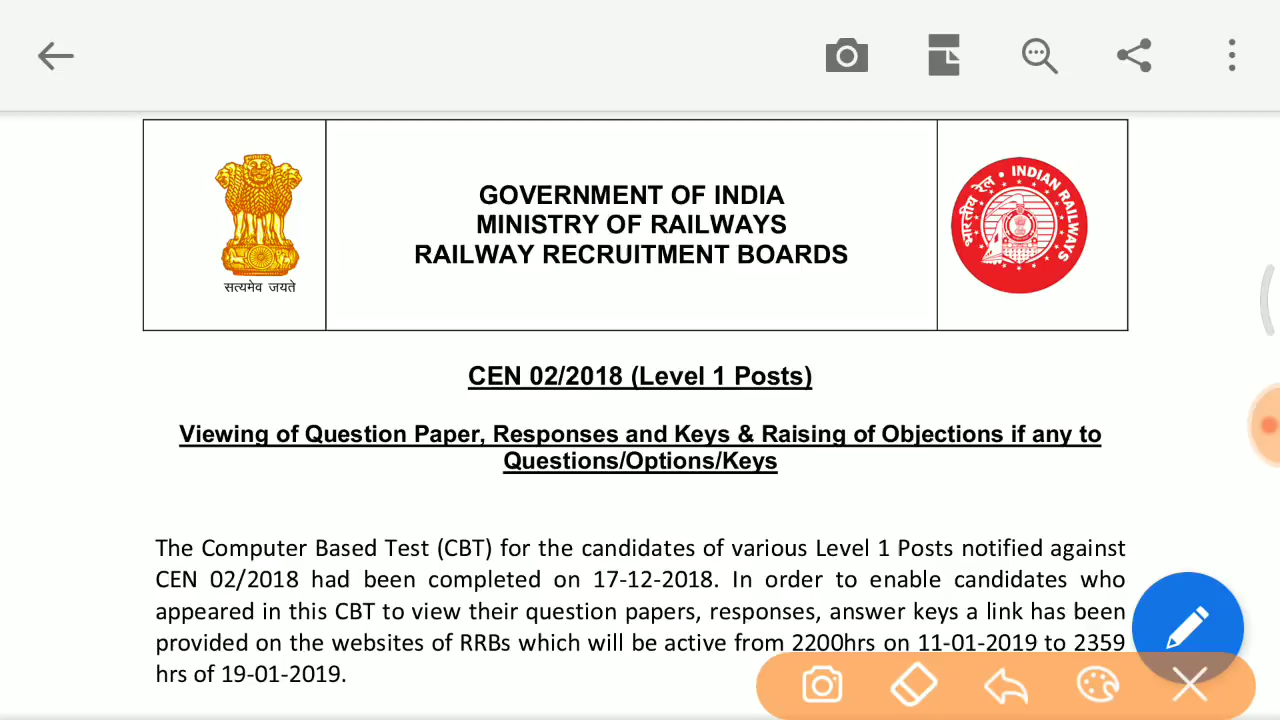 सत्यमेव जयते
GOVERNMENT OF INDIA
MINISTRY OF RAILWAYS
RAILWAY RECRUITMENT BOARDS
भारतीय रेल • INDIAN RAILWAYS
CEN 02/2018 (Level 1 Posts)
Viewing of Question Paper, Responses and Keys & Raising of Objections if any to
Questions/Options/Keys
The Computer Based Test (CBT) for the candidates of various Level 1 Posts notified against
CEN 02/2018 had been completed on 17-12-2018. In order to enable candidates who
appeared in this CBT to view their question papers, responses, answer keys a link has been
provided on the websites of RRBs which will be active from 2200hrs on 11-01-2019 to 2359
hrs of 19-01-2019.